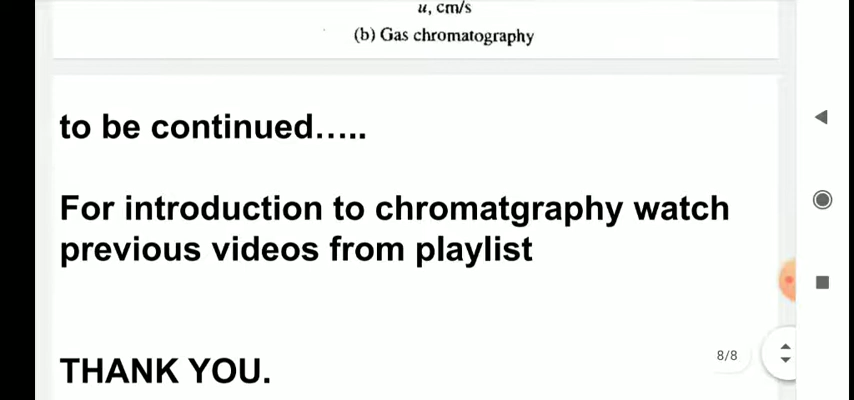 u, cm/s
(b) Gas chromatography
to be continued.....
For introduction to chromatgraphy watch
previous videos from playlist
8/8
THANK YOU.